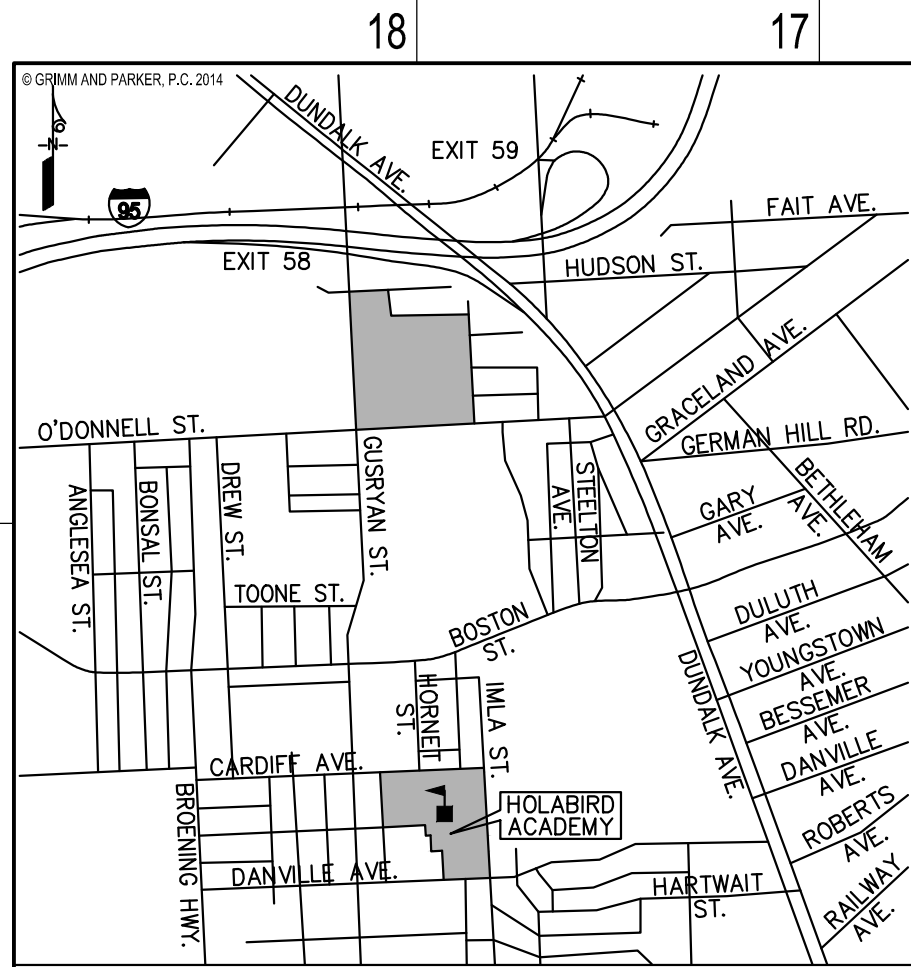 18
17
© GRIMM AND PARKER, P.C. 2014
DUNDALK AVE.
EXIT 59
-N-
95
FAIT AVE.
EXIT 58
HUDSON ST.
GRACELAND AVE.
O'DONNELL ST.
GERMAN HILL RD.
ANGLESEA ST.
BONSAL ST.
DREW ST.
GUSRYAN ST.
STEELTON
AVE.
GARY
AVE.
BETHLEHAM
AVE.
TOONE ST.
BOSTON
ST.
DULUTH
AVE.
YOUNGSTOWN
AVE.
HORNET
ST.
IMLA ST.
DUNDALK AVE.
BESSEMER
AVE.
CARDIFF AVE.
DANVILLE
AVE.
BROENING HWY.
HOLABIRD
ACADEMY
ROBERTS
AVE.
DANVILLE AVE.
HARTWAIT
ST.
RAILWAY
AVE.